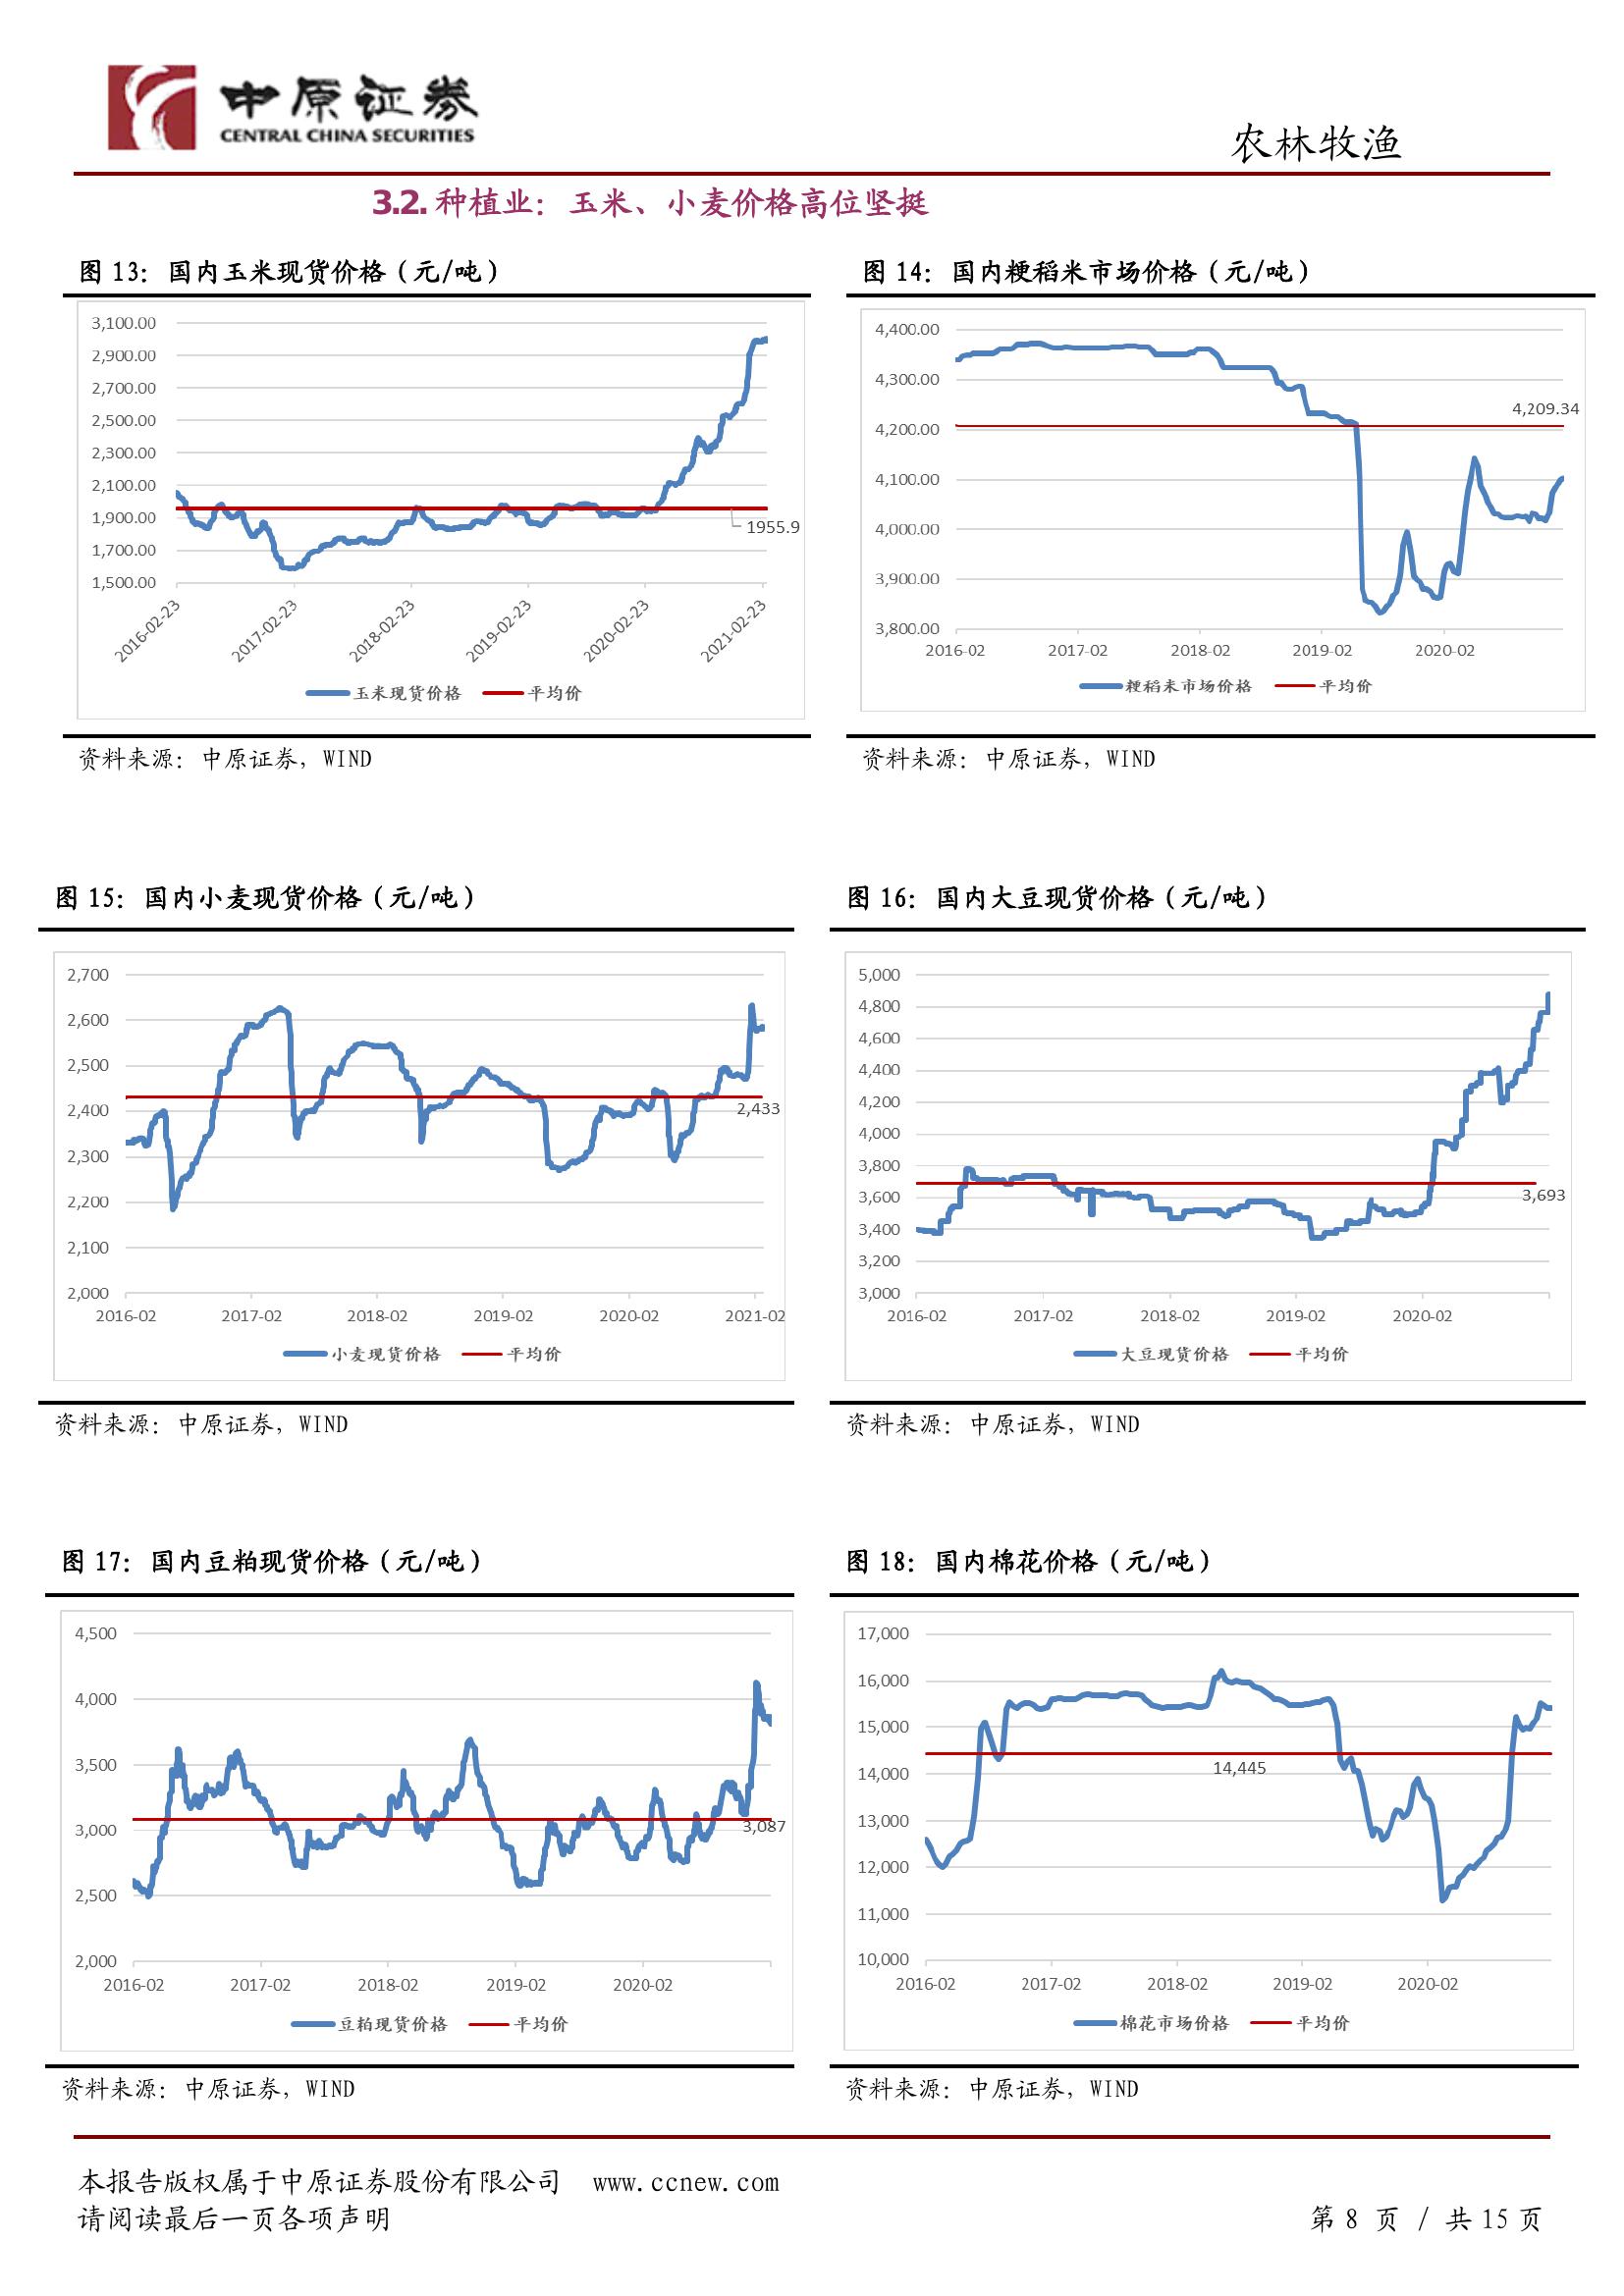 中原证券
CENTRAL CHINA SECURITIES
农林牧渔
3.2. 种植业：玉米、小麦价格高位坚挺
图 13：国内玉米现货价格（元/吨）
3,100.00
2,900.00
2,700.00
2,500.00
2,300.00
2,100.00
1,900.00
1,700.00
1,500.00
1955.9
2016-02-23
2017-02-23
2018-02-23
2019-02-23
2020-02-23
2021-02-23
玉米现货价格 平均价
资料来源：中原证券，WIND
图 14：国内粳稻米市场价格（元/吨）
4,400.00
4,300.00
4,200.00
4,100.00
4,000.00
3,900.00
3,800.00
4,209.34
2016-02 2017-02 2018-02 2019-02 2020-02
粳稻米市场价格 平均价
资料来源：中原证券，WIND
图 15：国内小麦现货价格（元/吨）
2,700
2,600
2,500
2,400
2,300
2,200
2,100
2,000
2,433
2016-02 2017-02 2018-02 2019-02 2020-02 2021-02
小麦现货价格 平均价
资料来源：中原证券，WIND
图 16：国内大豆现货价格（元/吨）
5,000
4,800
4,600
4,400
4,200
4,000
3,800
3,600
3,400
3,200
3,000
3,693
2016-02 2017-02 2018-02 2019-02 2020-02
大豆现货价格 平均价
资料来源：中原证券，WIND
图 17：国内豆粕现货价格（元/吨）
4,500
4,000
3,500
3,000
2,500
2,000
3,087
2016-02 2017-02 2018-02 2019-02 2020-02
豆粕现货价格 平均价
资料来源：中原证券，WIND
图 18：国内棉花价格（元/吨）
17,000
16,000
15,000
14,000
13,000
12,000
11,000
10,000
14,445
2016-02 2017-02 2018-02 2019-02 2020-02
棉花市场价格 平均价
资料来源：中原证券，WIND
本报告版权属于中原证券股份有限公司 www.ccnew.com
请阅读最后一页各项声明
第 8 页 / 共 15 页